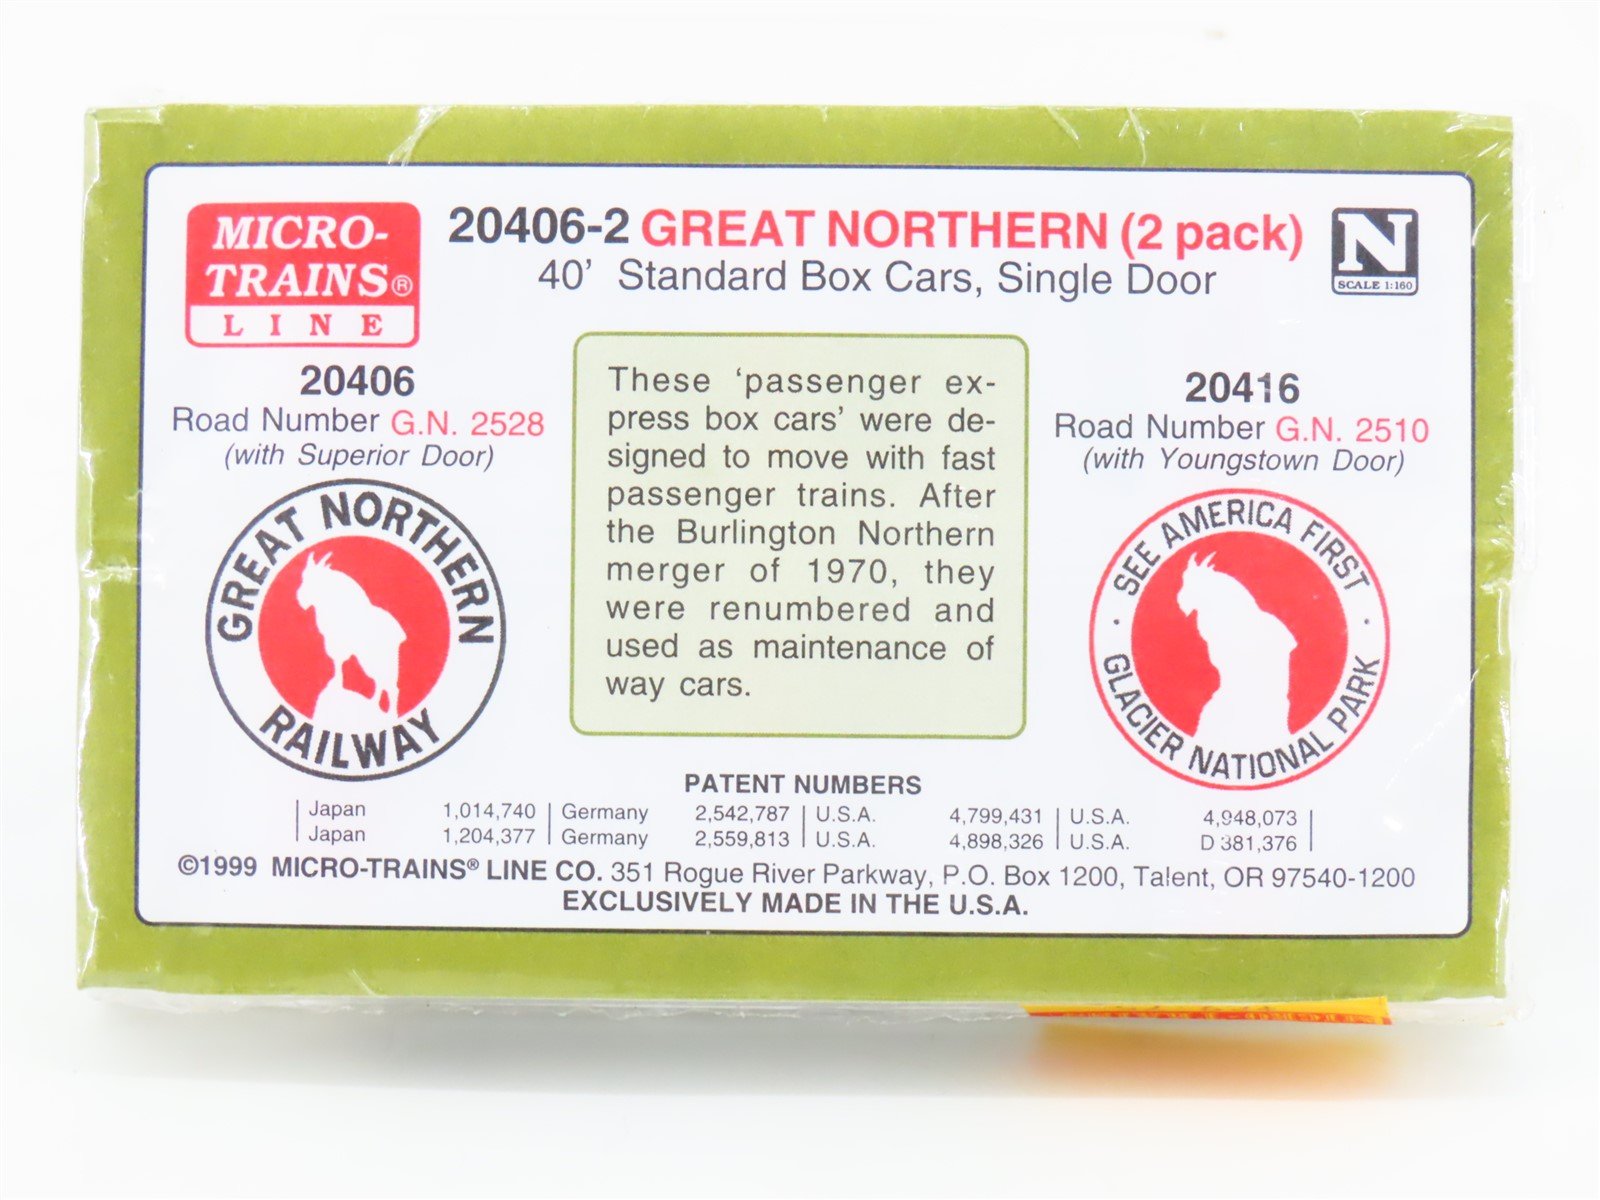 MICRO-
TRAINS®
LINE
20406-2 GREAT NORTHERN (2 pack)
40' Standard Box Cars, Single Door
N
SCALE 1:160
20406
Road Number G.N. 2528
(with Superior Door)
GREAT NORTHERN
RAILWAY
These ‘passenger ex-
press box cars’ were de-
signed to move with fast
passenger trains. After
the Burlington Northern
merger of 1970, they
were renumbered and
used as maintenance of
way cars.
20416
Road Number G.N. 2510
(with Youngstown Door)
SEE AMERICA FIRST
· GLACIER NATIONAL PARK ·
PATENT NUMBERS
Japan 1,014,740 | Germany 2,542,787 | U.S.A. 4,799,431 | U.S.A. 4,948,073
Japan 1,204,377 | Germany 2,559,813 | U.S.A. 4,898,326 | U.S.A. D 381,376
©1999 MICRO-TRAINS® LINE CO. 351 Rogue River Parkway, P.O. Box 1200, Talent, OR 97540-1200
EXCLUSIVELY MADE IN THE U.S.A.